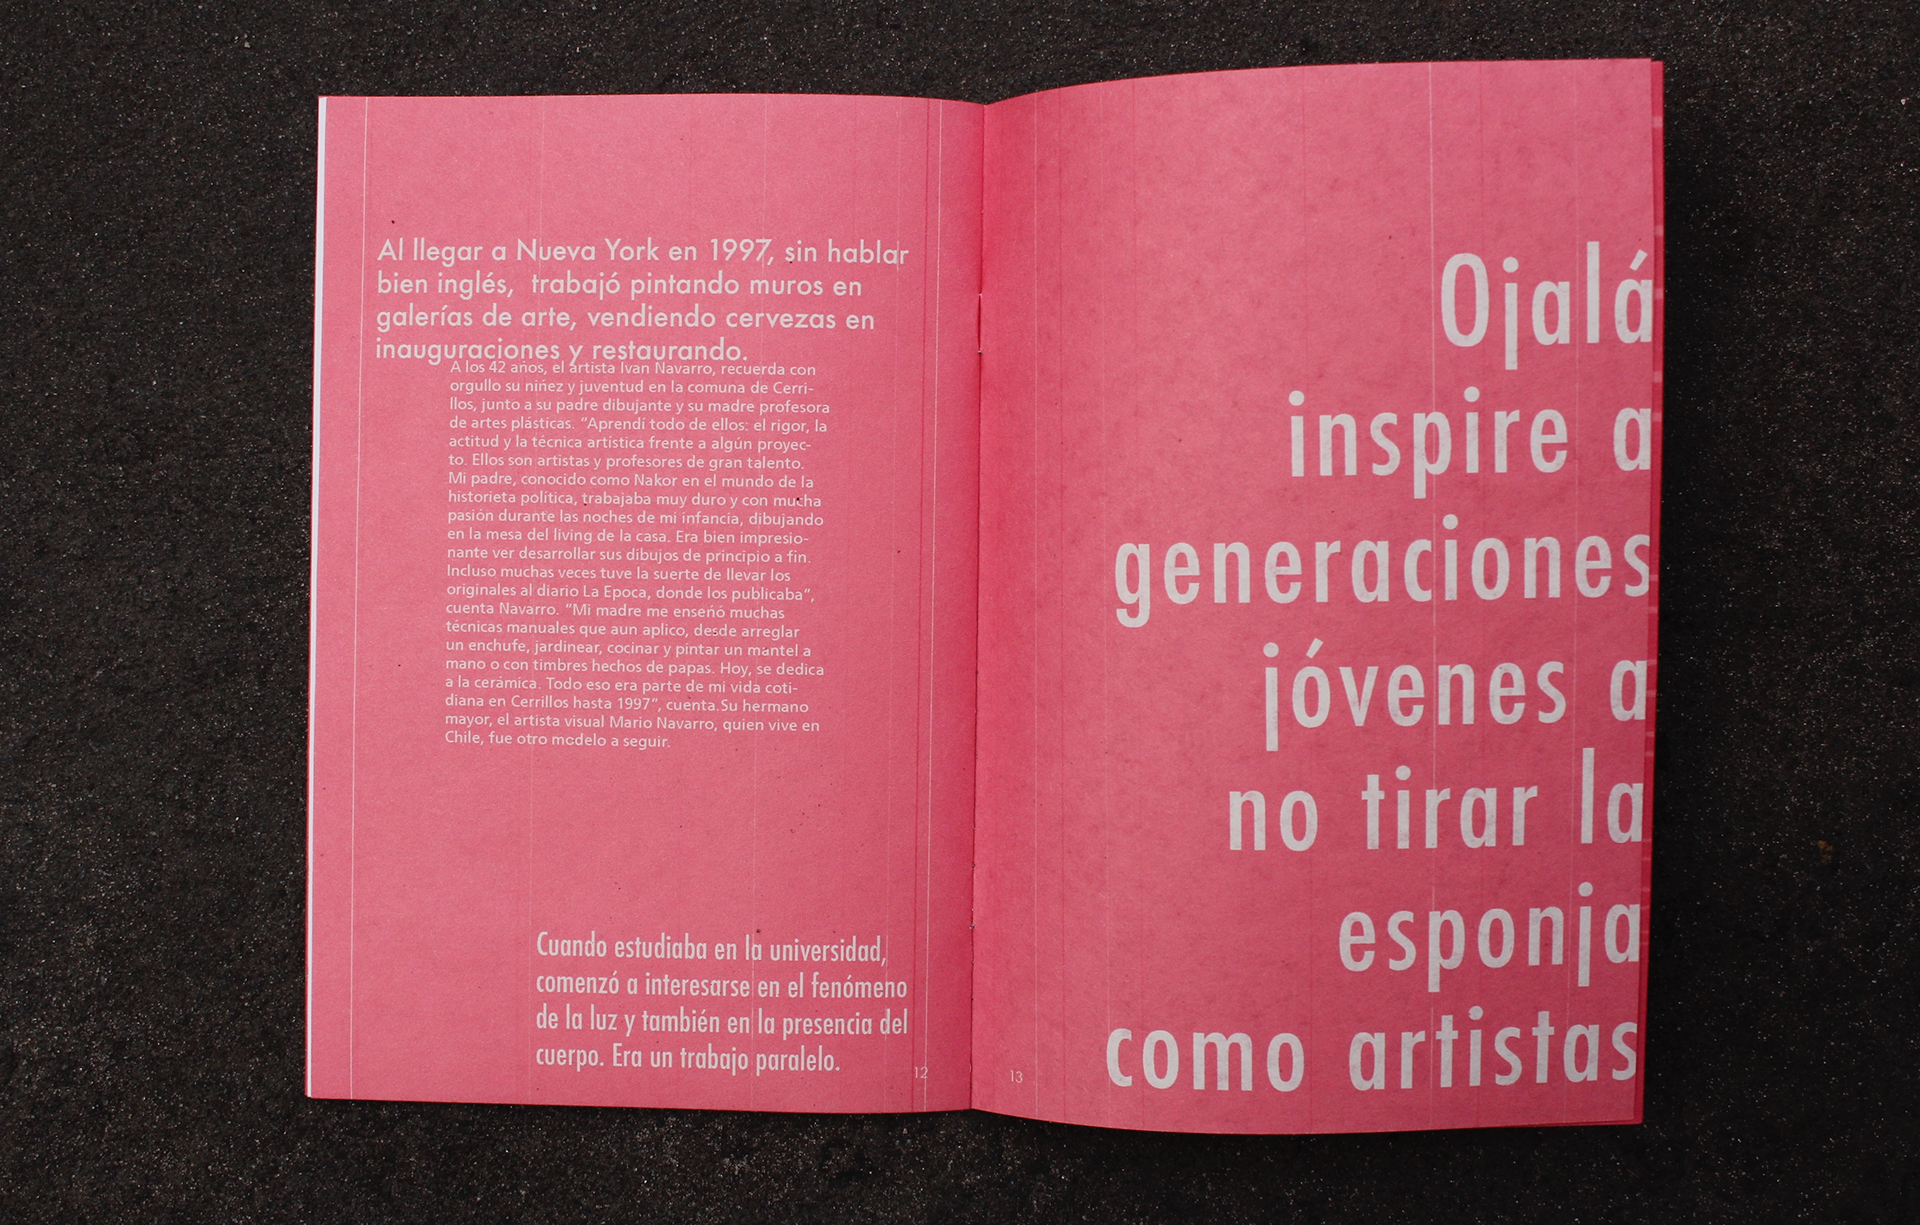 Al llegar a Nueva York en 1997, sin hablar
bien inglés,  trabajó pintando muros en
galerías de arte, vendiendo cervezas en
inauguraciones y restaurando.
A los 42 años, el artista Ivan Navarro, recuerda con
orgullo su niñez y juventud en la comuna de Cerri-
llos, junto a su padre dibujante y su madre profesora
de artes plásticas. “Aprendi todo de ellos: el rigor, la
actitud y la técnica artística frente a algún proyec-
to. Ellos son artistas y profesores de gran talento.
Mi padre, conocido como Nakor en el mundo de la
historieta política, trabajaba muy duro y con mucha
pasión durante las noches de mi infancia, dibujando
en la mesa del living de la casa. Era bien impresio-
nante ver desarrollar sus dibujos de principio a fin.
Incluso muchas veces tuve la suerte de llevar los
originales al diario La Epoca, donde los publicaba”,
cuenta Navarro. “Mi madre me enseñó muchas
técnicas manuales que aun aplico, desde arreglar
un enchufe, jardinear, cocinar y pintar un mantel a
mano o con timbres hechos de papas. Hoy, se dedica
a la cerámica. Todo eso era parte de mi vida coti-
diana en Cerrillos hasta 1997”, cuenta.Su hermano
mayor, el artista visual Mario Navarro, quien vive en
Chile, fue otro modelo a seguir.
Cuando estudiaba en la universidad,
comenzó a interesarse en el fenómeno
de la luz y también en la presencia del
cuerpo. Era un trabajo paralelo.
12
13
Ojalá
inspire a
generaciones
jóvenes a
no tirar la
esponja
como artistas